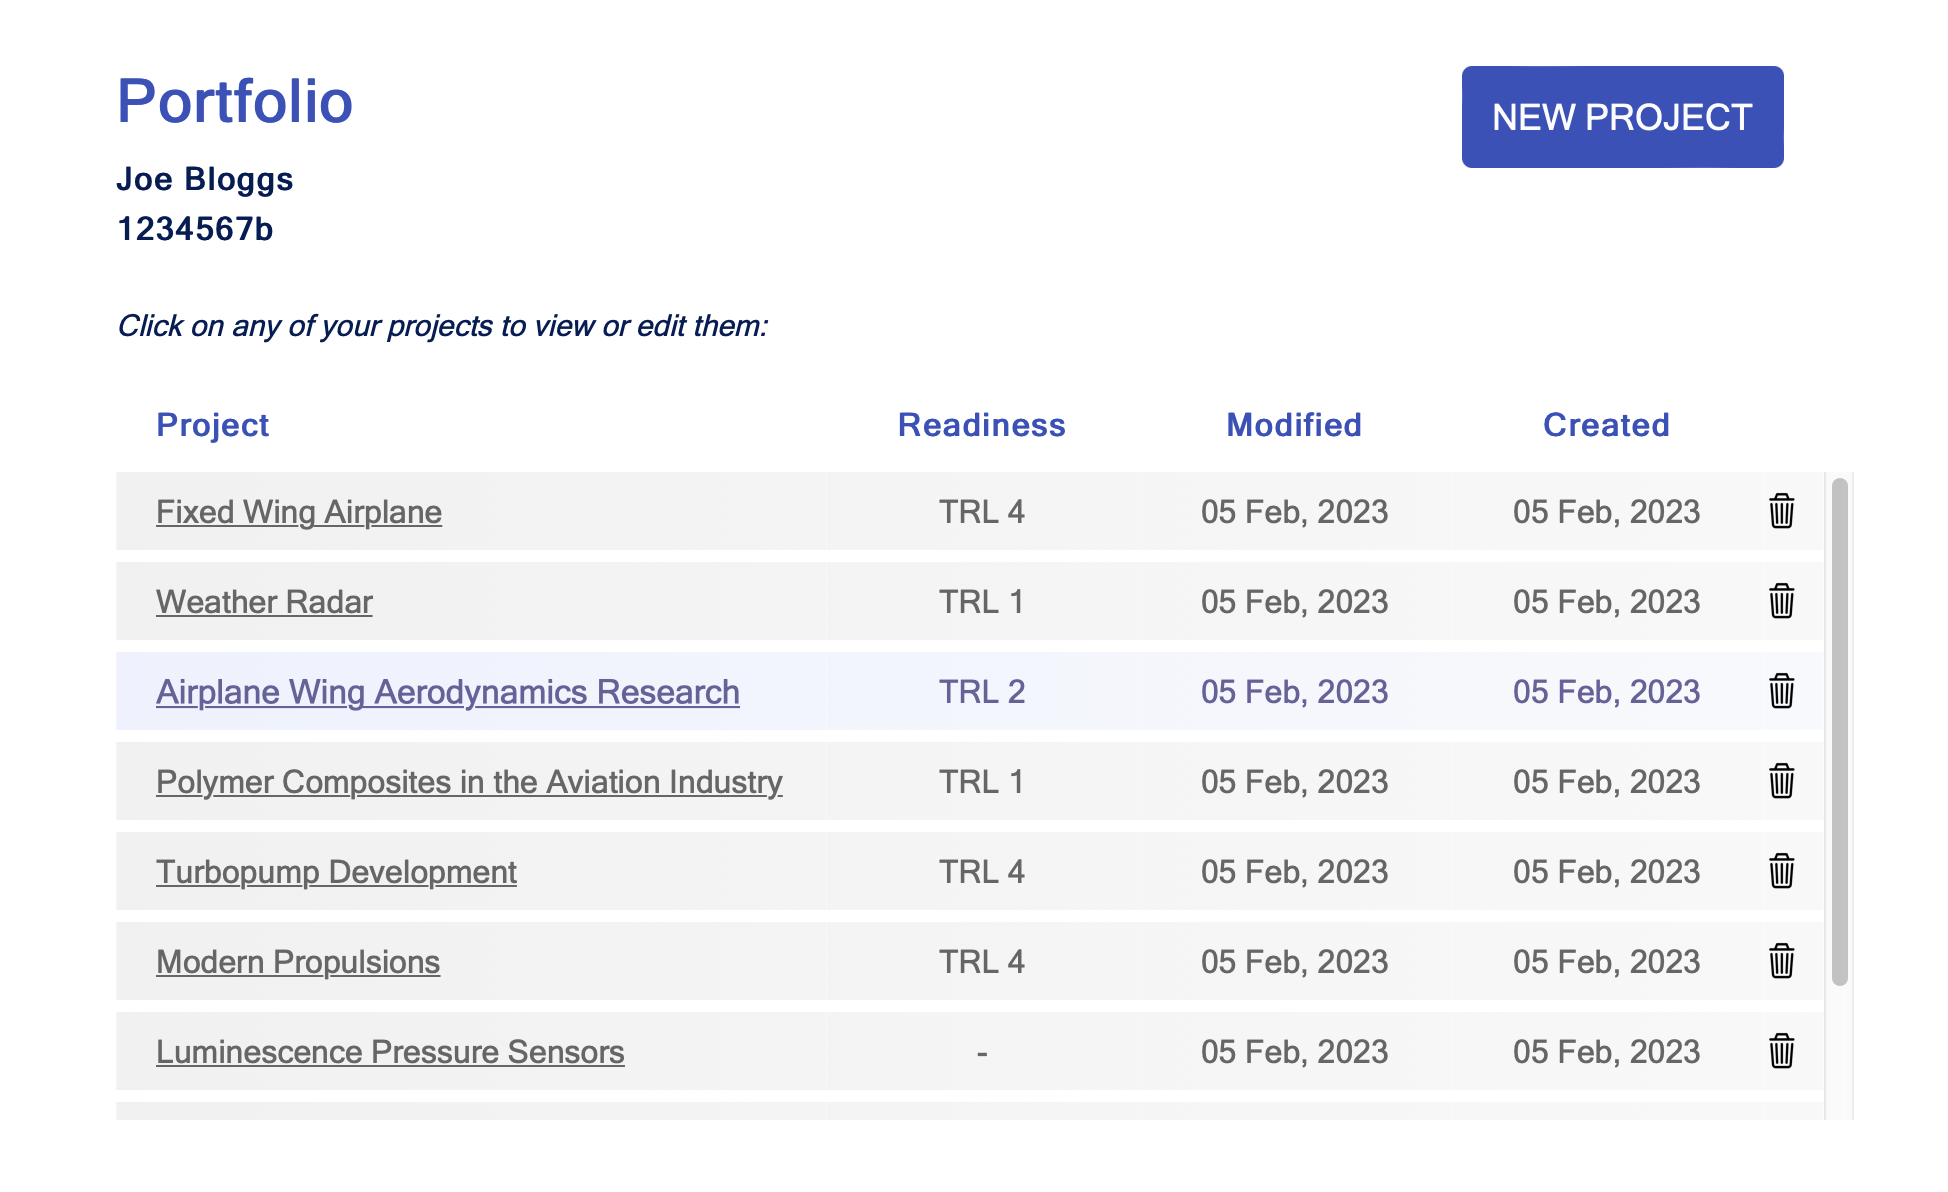 Portfolio
NEW PROJECT
Joe Bloggs
1234567b
Click on any of your projects to view or edit them:
Project Readiness Modified Created
Fixed Wing Airplane TRL 4 05 Feb, 2023 05 Feb, 2023
Weather Radar TRL 1 05 Feb, 2023 05 Feb, 2023
Airplane Wing Aerodynamics Research TRL 2 05 Feb, 2023 05 Feb, 2023
Polymer Composites in the Aviation Industry TRL 1 05 Feb, 2023 05 Feb, 2023
Turbopump Development TRL 4 05 Feb, 2023 05 Feb, 2023
Modern Propulsions TRL 4 05 Feb, 2023 05 Feb, 2023
Luminescence Pressure Sensors - 05 Feb, 2023 05 Feb, 2023